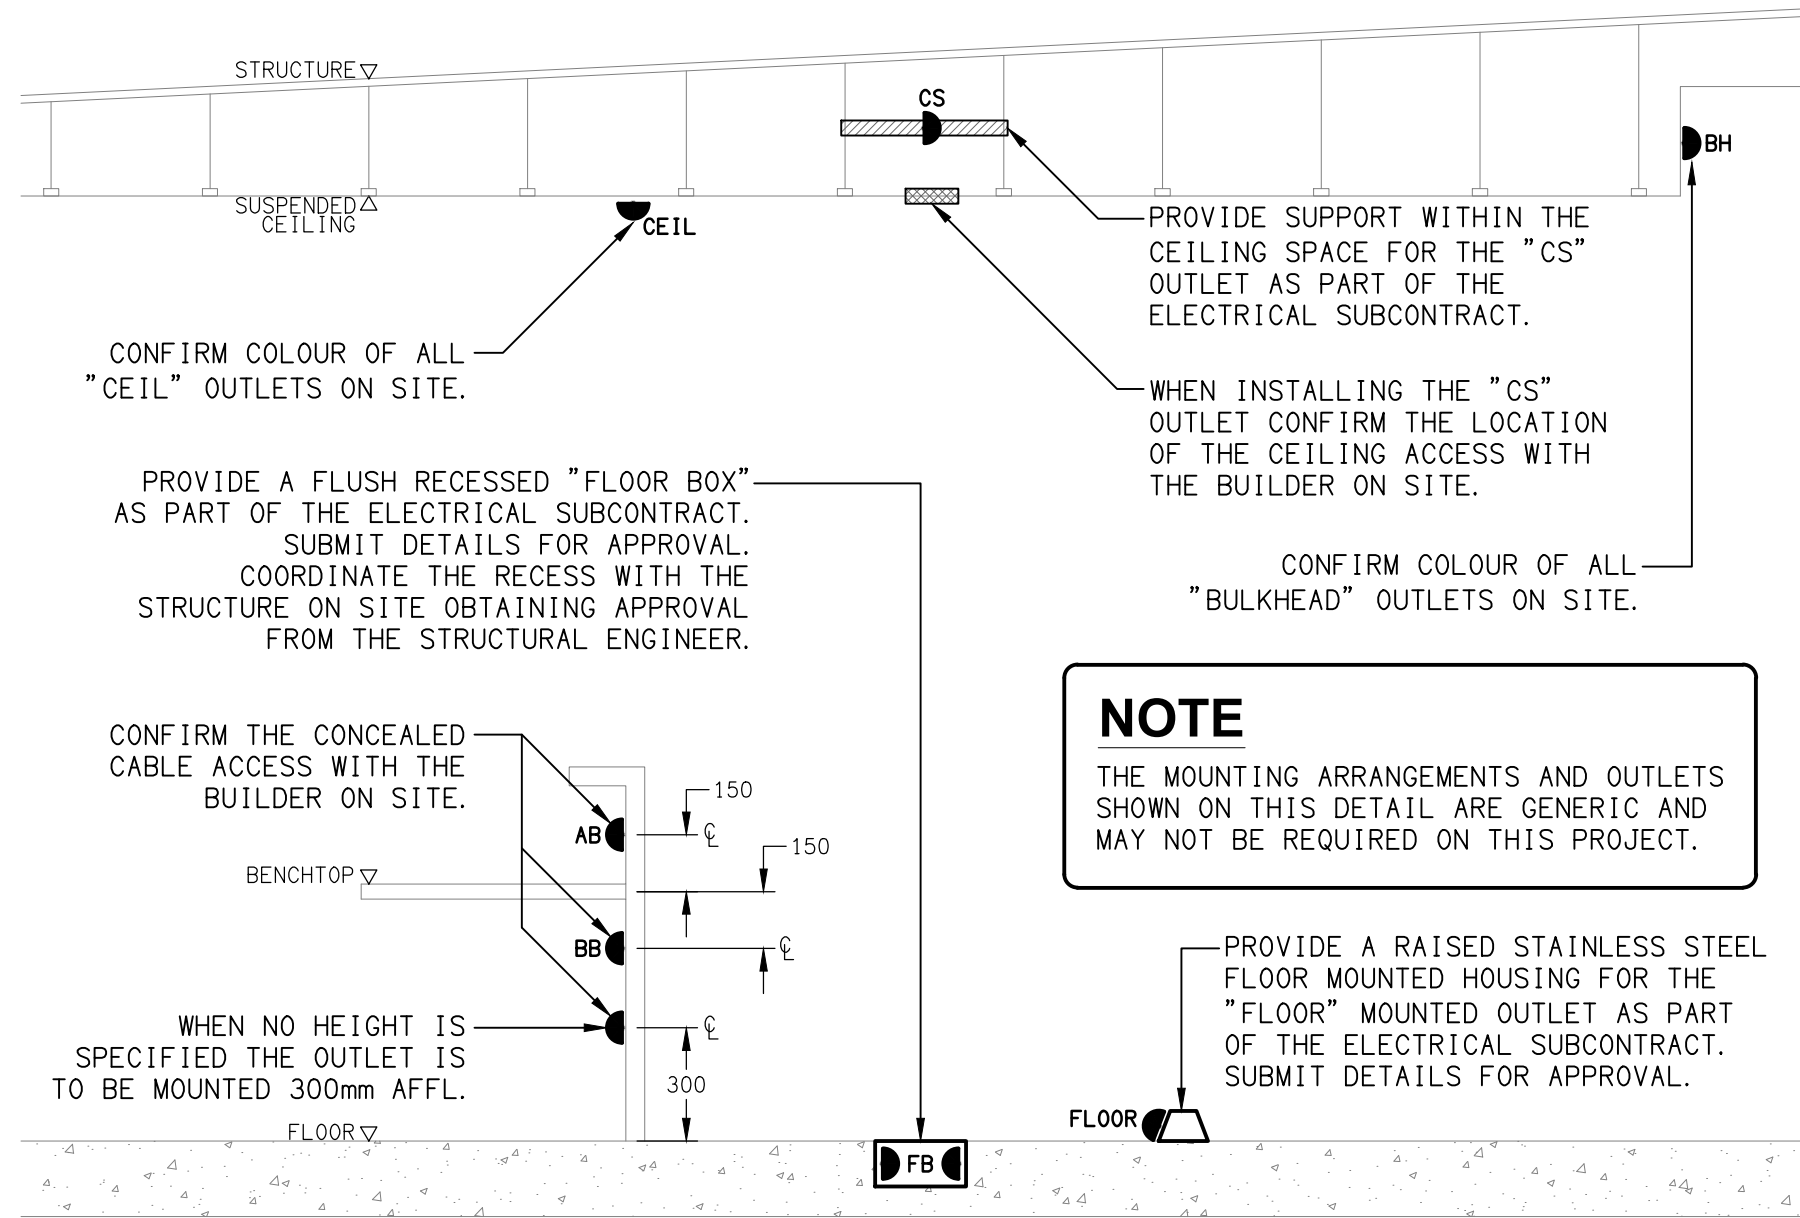 STRUCTURE
CS
BH
SUSPENDED
CEILING
CEIL
PROVIDE SUPPORT WITHIN THE
CEILING SPACE FOR THE "CS"
OUTLET AS PART OF THE
ELECTRICAL SUBCONTRACT.
CONFIRM COLOUR OF ALL
"CEIL" OUTLETS ON SITE.
WHEN INSTALLING THE "CS"
OUTLET CONFIRM THE LOCATION
OF THE CEILING ACCESS WITH
THE BUILDER ON SITE.
PROVIDE A FLUSH RECESSED "FLOOR BOX"
AS PART OF THE ELECTRICAL SUBCONTRACT.
SUBMIT DETAILS FOR APPROVAL.
COORDINATE THE RECESS WITH THE
STRUCTURE ON SITE OBTAINING APPROVAL
FROM THE STRUCTURAL ENGINEER.
CONFIRM COLOUR OF ALL
"BULKHEAD" OUTLETS ON SITE.
NOTE
THE MOUNTING ARRANGEMENTS AND OUTLETS
SHOWN ON THIS DETAIL ARE GENERIC AND
MAY NOT BE REQUIRED ON THIS PROJECT.
CONFIRM THE CONCEALED
CABLE ACCESS WITH THE
BUILDER ON SITE.
150
AB
℄
150
BENCHTOP
BB
℄
WHEN NO HEIGHT IS
SPECIFIED THE OUTLET IS
TO BE MOUNTED 300mm AFFL.
℄
300
PROVIDE A RAISED STAINLESS STEEL
FLOOR MOUNTED HOUSING FOR THE
"FLOOR" MOUNTED OUTLET AS PART
OF THE ELECTRICAL SUBCONTRACT.
SUBMIT DETAILS FOR APPROVAL.
FLOOR
FLOOR
FB